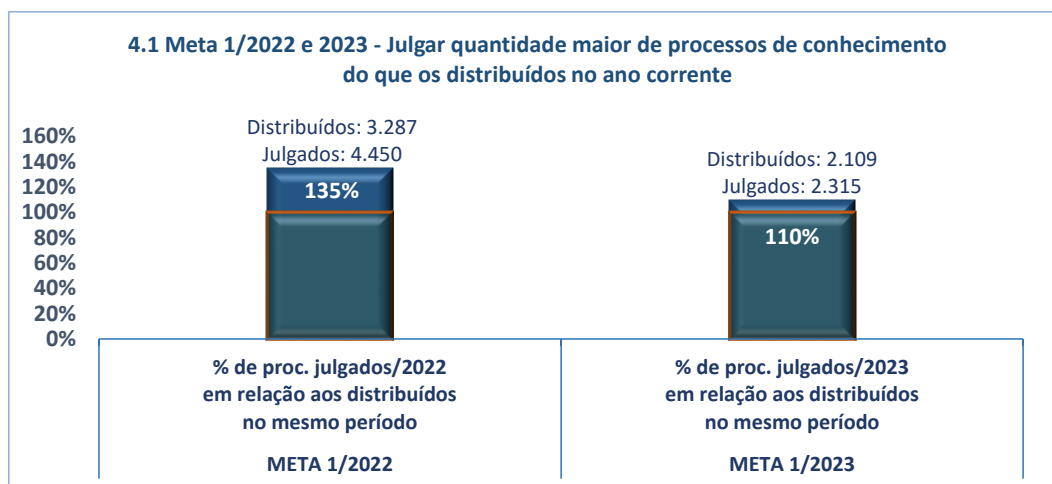 4.1 Meta 1/2022 e 2023 - Julgar quantidade maior de processos de conhecimento
do que os distribuídos no ano corrente
Distribuídos: 3.287
Julgados: 4.450
Distribuídos: 2.109
Julgados: 2.315
160%
140%
120%
100%
80%
60%
40%
20%
0%
135%
110%
% de proc. julgados/2022
em relação aos distribuídos
no mesmo período
META 1/2022
% de proc. julgados/2023
em relação aos distribuídos
no mesmo período
META 1/2023